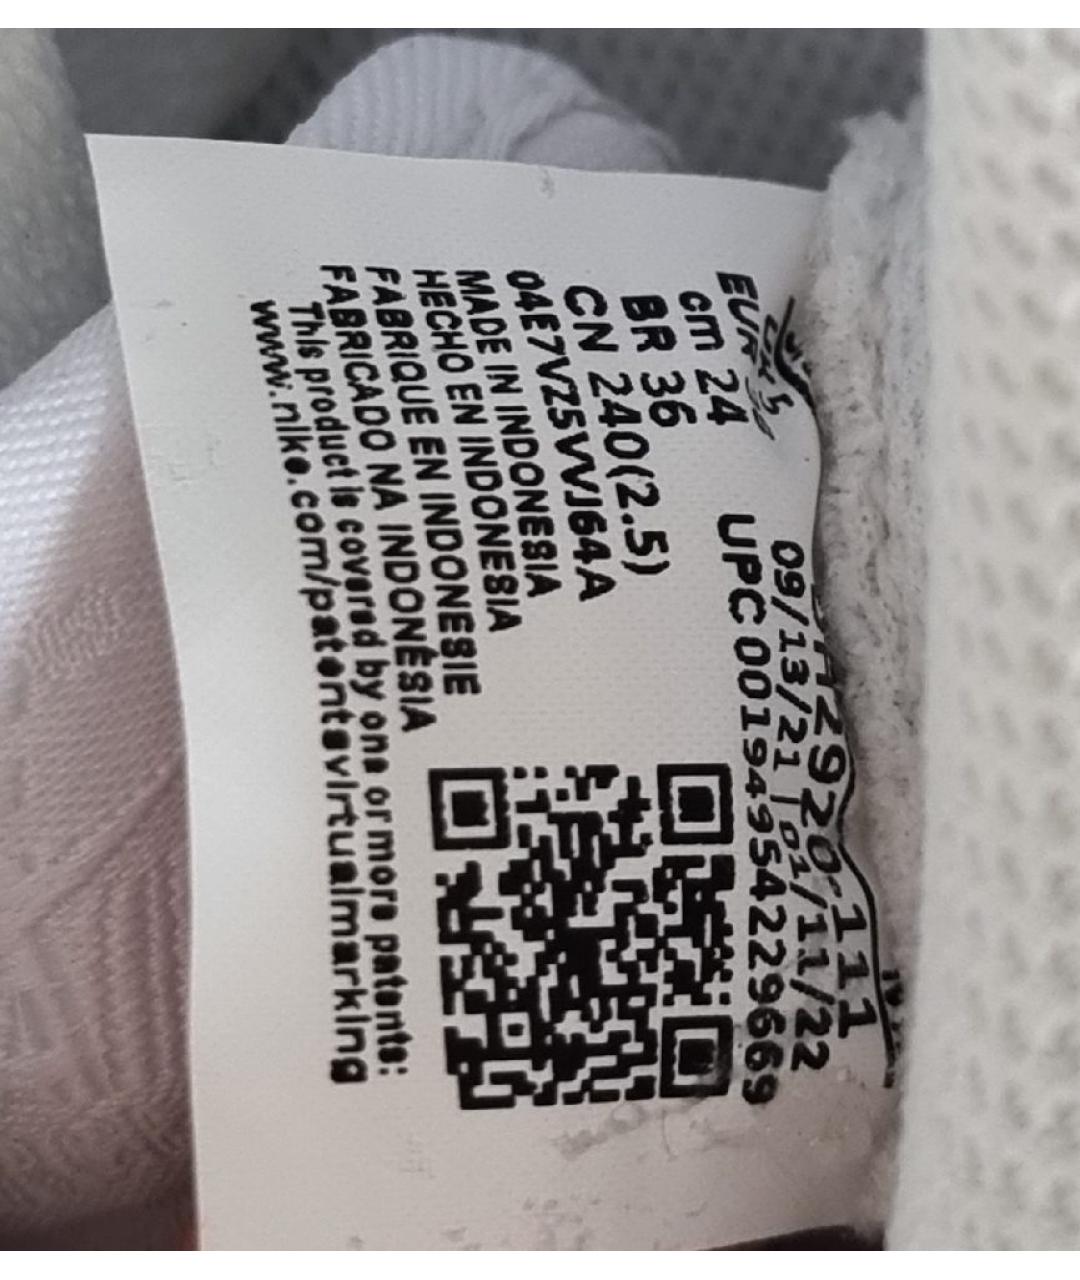 09/13/21 | 01/11/22
UPC 00194954229669
EUR
cm 24
BR 36
CN 240(2.5)
04E7VZ5VVJ64A
MADE IN INDONESIA
HECHO EN INDONESIA
FABRIQUE EN INDONESIE
FABRICADO NA INDONÉSIA
This product is covered by one or more patents:
www.nike.com/patentsvirtualmarking